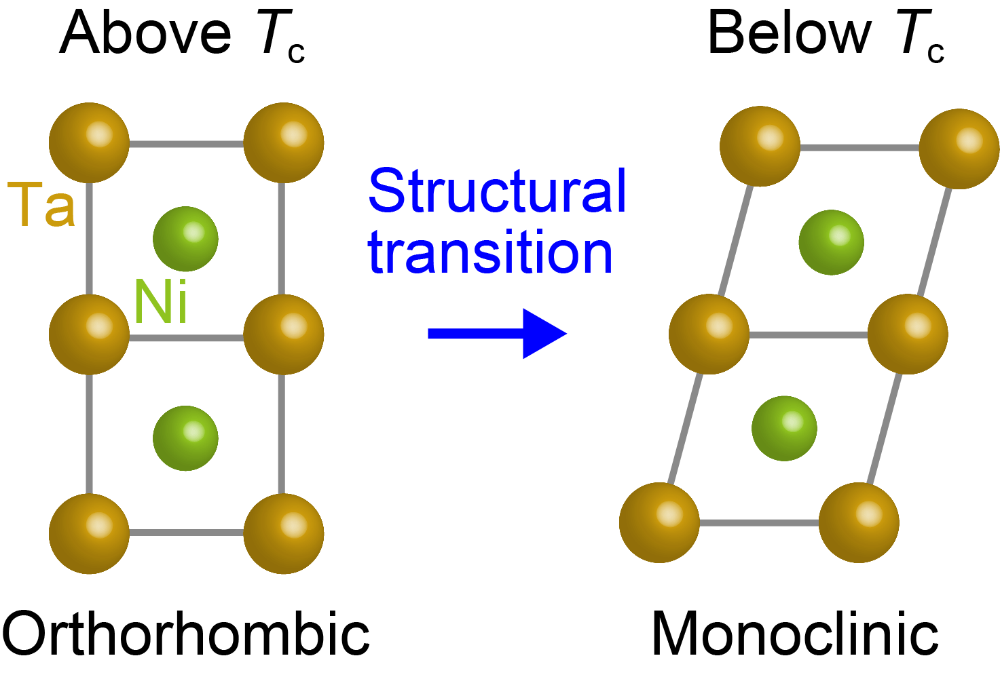 Above Tc
Below Tc
Ta
Ni
Structural
transition
Orthorhombic
Monoclinic